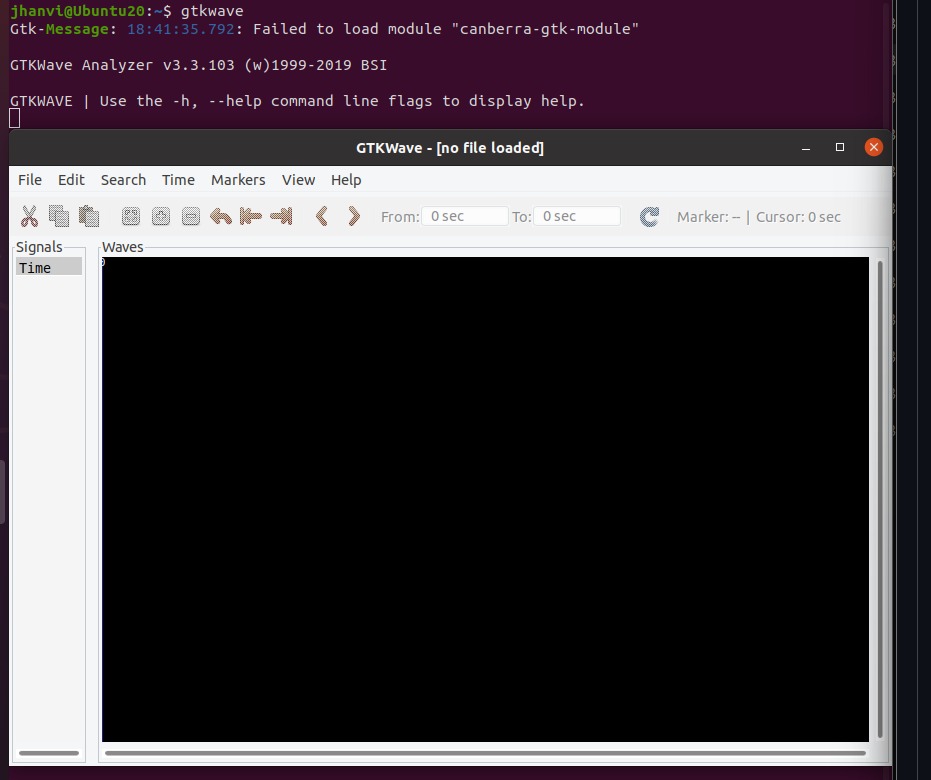 jhanvi@Ubuntu20:~$ gtkwave
Gtk-Message: 18:41:35.792: Failed to load module "canberra-gtk-module"
GTKWave Analyzer v3.3.103 (w)1999-2019 BSI
GTKWAVE | Use the -h, --help command line flags to display help.
GTKWave - [no file loaded]
File Edit Search Time Markers View Help
From: 0 sec To: 0 sec Marker: -- | Cursor: 0 sec
Signals Waves
Time
0